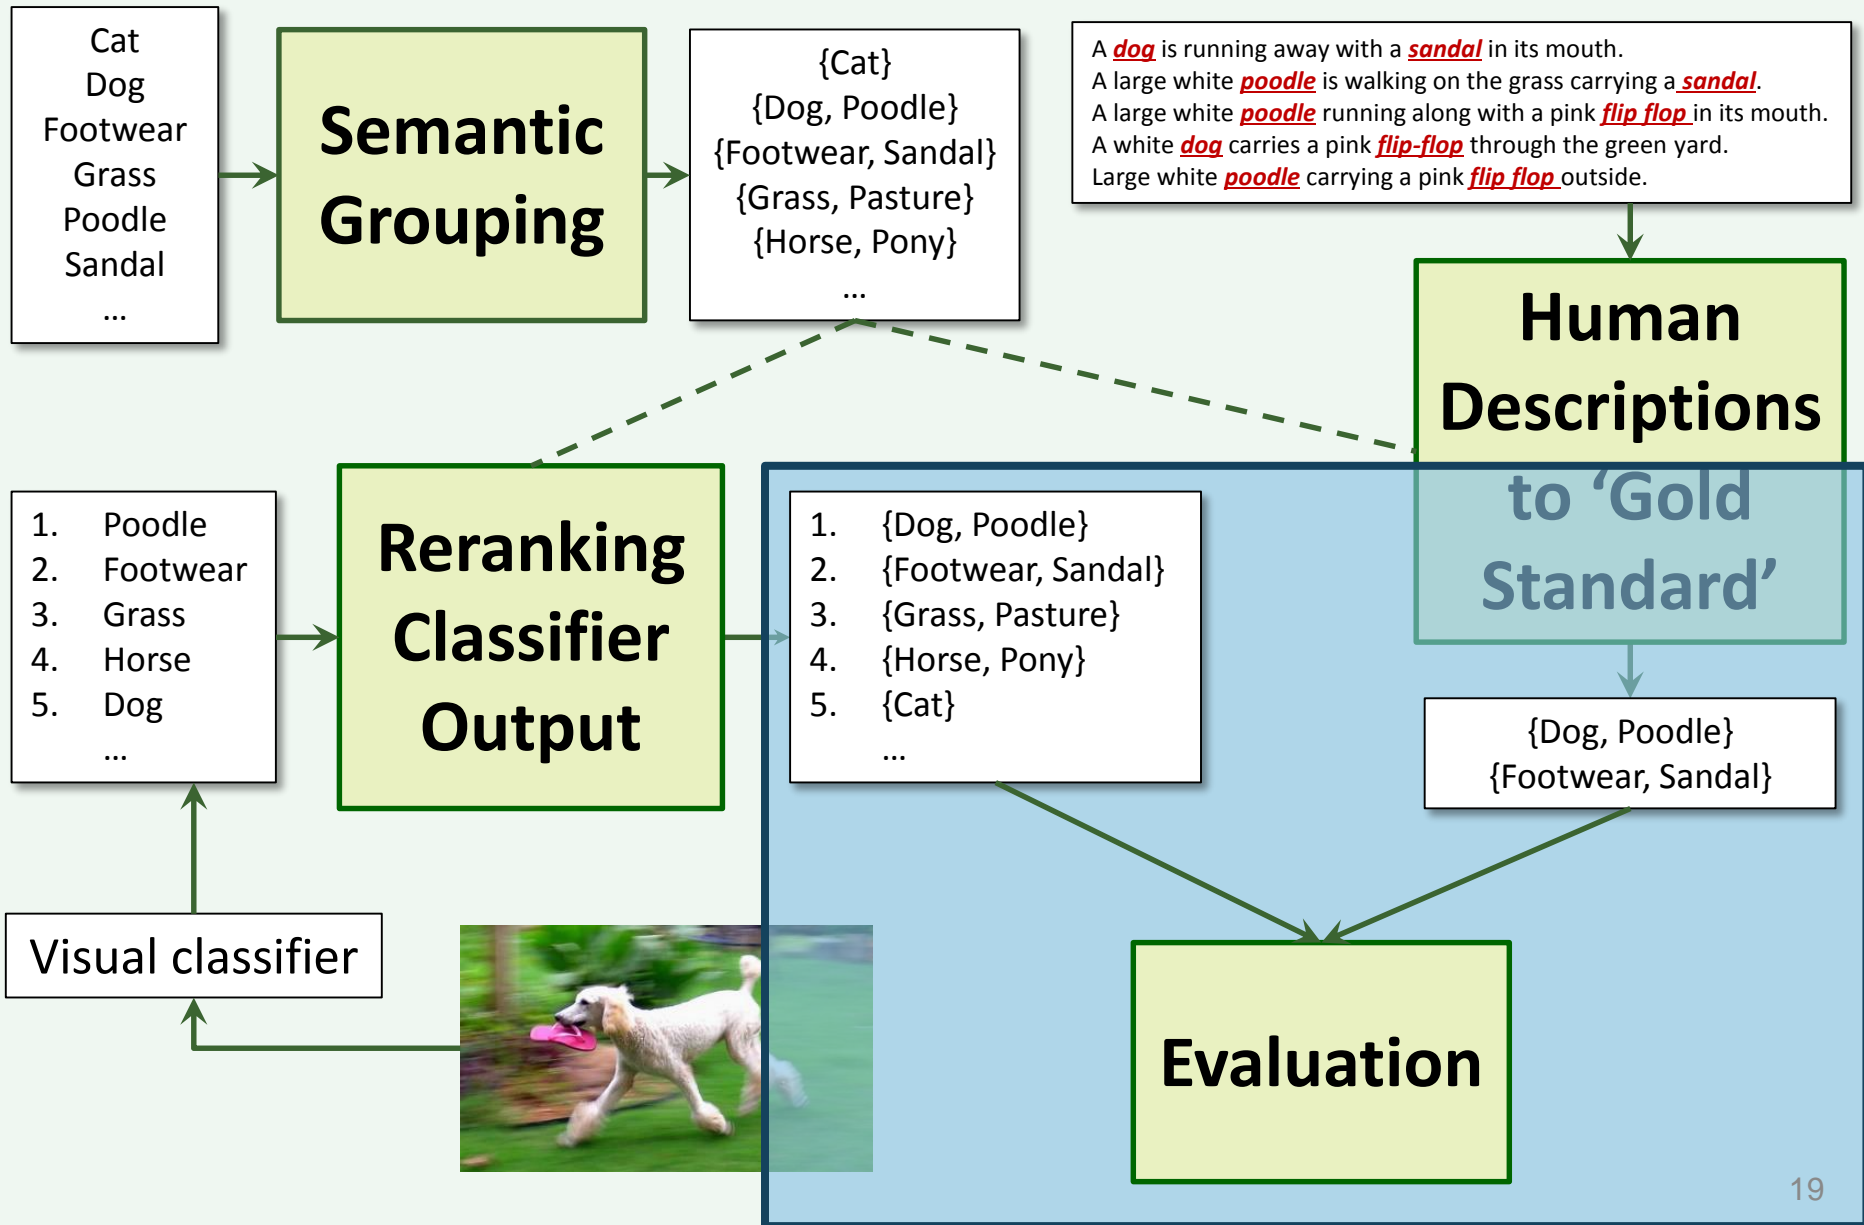 Cat
Dog
Footwear
Grass
Poodle
Sandal
...
Semantic
Grouping
{Cat}
{Dog, Poodle}
{Footwear, Sandal}
{Grass, Pasture}
{Horse, Pony}
...
A dog is running away with a sandal in its mouth.
A large white poodle is walking on the grass carrying a sandal.
A large white poodle running along with a pink flip flop in its mouth.
A white dog carries a pink flip-flop through the green yard.
Large white poodle carrying a pink flip flop outside.
Human
Descriptions
to ‘Gold
Standard’
1. Poodle
2. Footwear
3. Grass
4. Horse
5. Dog
...
Reranking
Classifier
Output
1. {Dog, Poodle}
2. {Footwear, Sandal}
3. {Grass, Pasture}
4. {Horse, Pony}
5. {Cat}
...
{Dog, Poodle}
{Footwear, Sandal}
Visual classifier
Evaluation
19